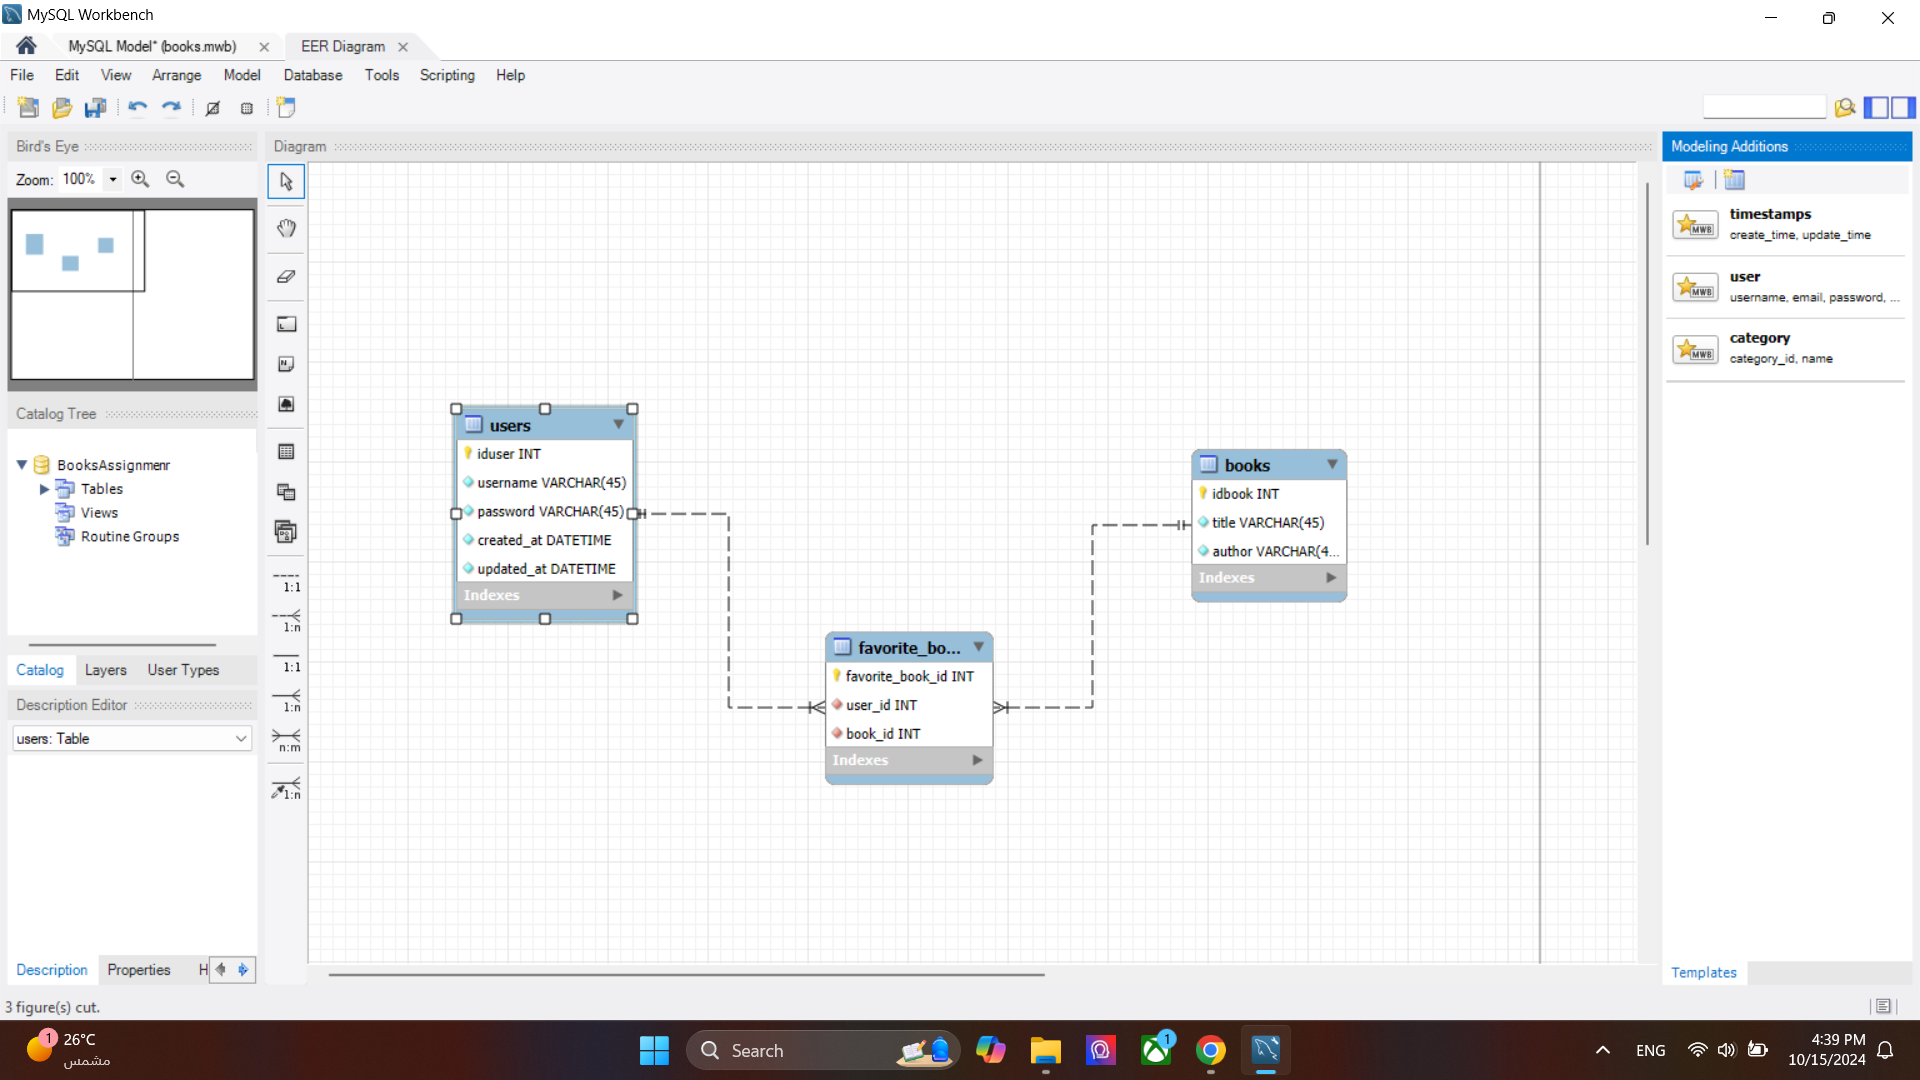 MySQL Workbench
MySQL Model* (books.mwb)
EER Diagram
File Edit View Arrange Model Database Tools Scripting Help
Bird's Eye
Zoom: 100%
Catalog Tree
BooksAssignmenr
Tables
Views
Routine Groups
Catalog Layers User Types
Description Editor
users: Table
Description Properties H
3 figure(s) cut.
Diagram
1:1
1:n
1:1
1:n
n:m
1:n
users
iduser INT
username VARCHAR(45)
password VARCHAR(45)
created_at DATETIME
updated_at DATETIME
Indexes
favorite_bo...
favorite_book_id INT
user_id INT
book_id INT
Indexes
books
idbook INT
title VARCHAR(45)
author VARCHAR(4...
Indexes
Modeling Additions
MWB
timestamps
create_time, update_time
MWB
user
username, email, password, ...
MWB
category
category_id, name
Templates
1
26°C
مشمس
Search
1
ENG
4:39 PM
10/15/2024